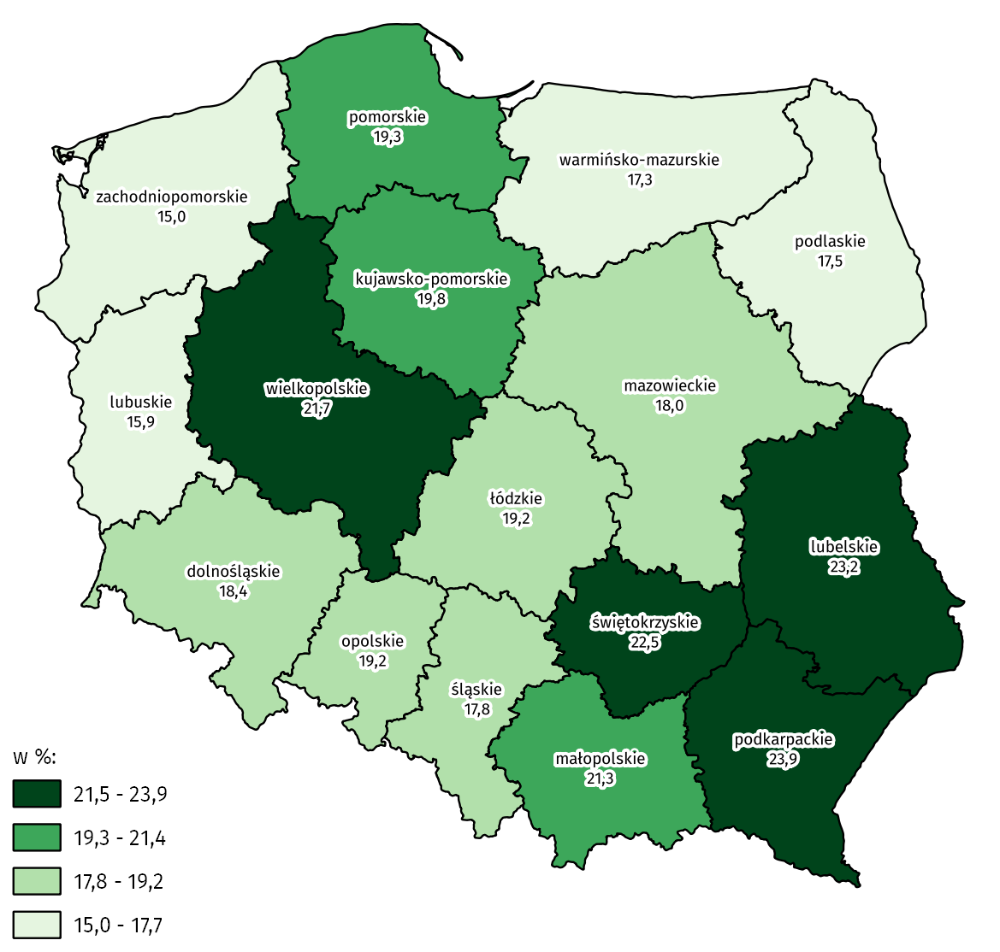 pomorskie
19,3
warmińsko-mazurskie
17,3
zachodniopomorskie
15,0
podlaskie
17,5
kujawsko-pomorskie
19,8
mazowieckie
18,0
wielkopolskie
21,7
lubuskie
15,9
łódzkie
19,2
lubelskie
23,2
dolnośląskie
18,4
świętokrzyskie
22,5
opolskie
19,2
śląskie
17,8
podkarpackie
23,9
małopolskie
21,3
w %:
21,5 - 23,9
19,3 - 21,4
17,8 - 19,2
15,0 - 17,7